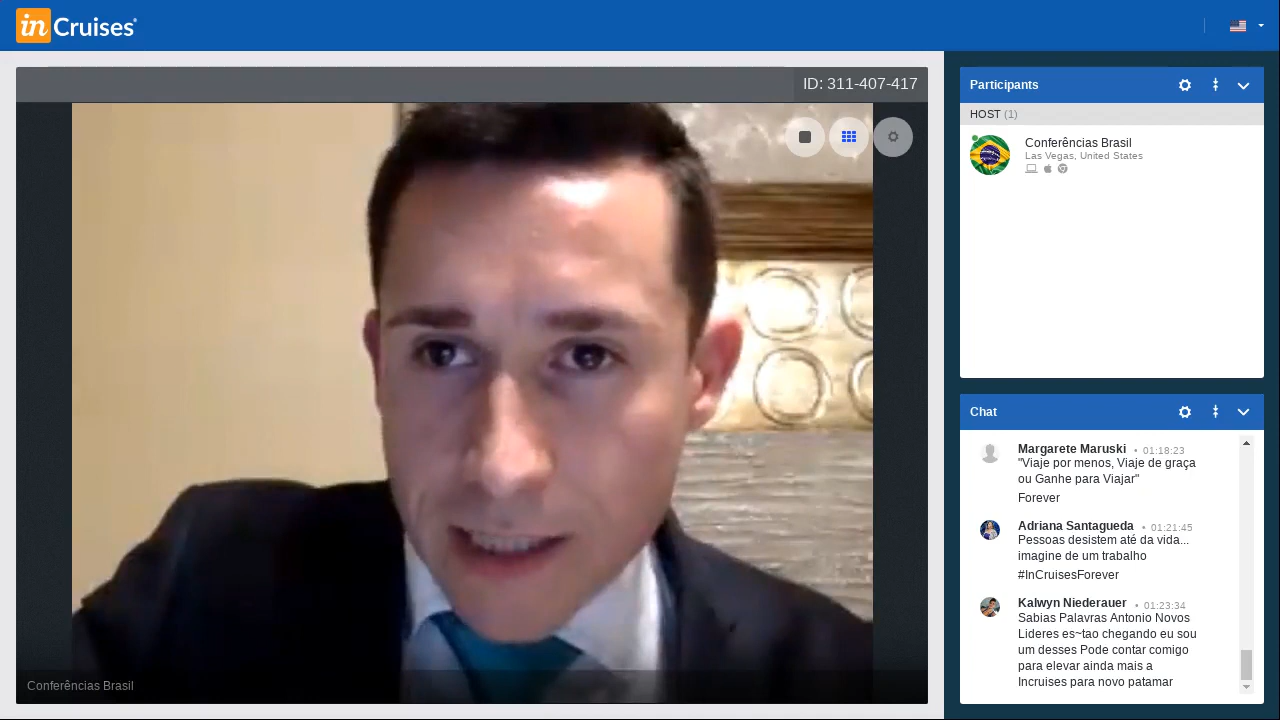 in Cruises®
ID: 311-407-417
Conferências Brasil
Participants
HOST (1)
Conferências Brasil
Las Vegas, United States
Chat
Margarete Maruski • 01:18:23
"Viaje por menos, Viaje de graça
ou Ganhe para Viajar"
Forever
Adriana Santagueda • 01:21:45
Pessoas desistem até da vida...
imagine de um trabalho
#InCruisesForever
Kalwyn Niederauer • 01:23:34
Sabias Palavras Antonio Novos
Lideres es~tao chegando eu sou
um desses Pode contar comigo
para elevar ainda mais a
Incruises para novo patamar